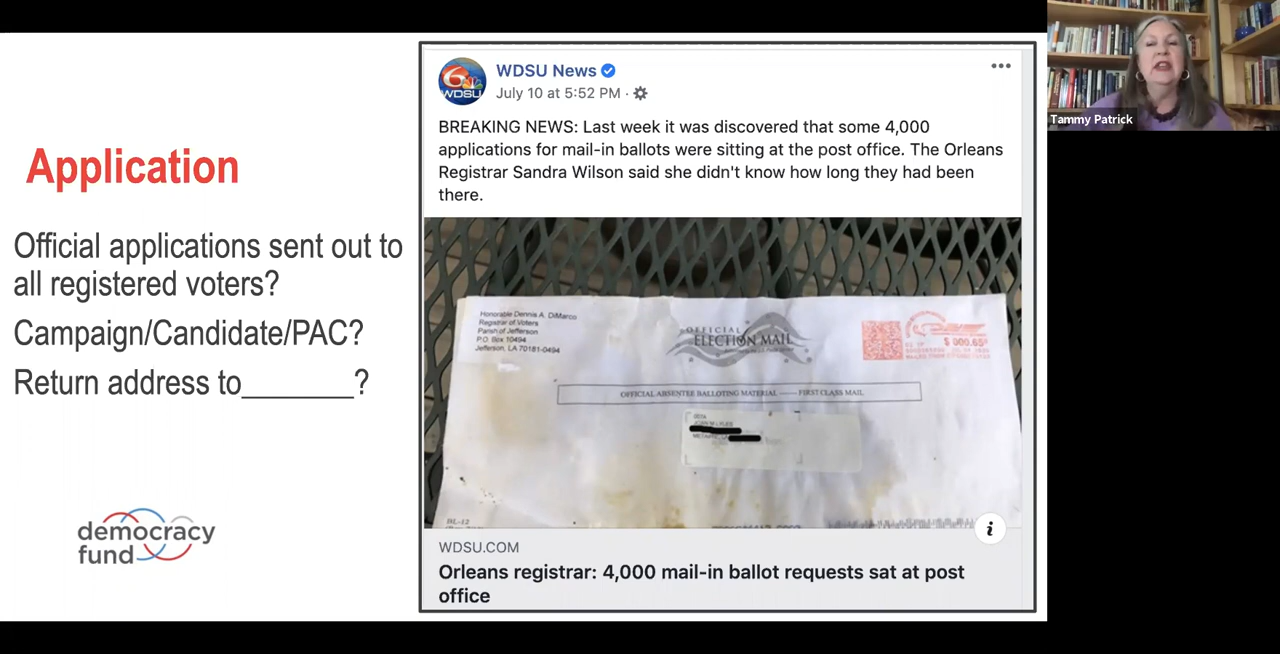 Application
Official applications sent out to
all registered voters?
Campaign/Candidate/PAC?
Return address to________?
democracy
fund
WDSU News
July 10 at 5:52 PM ·
BREAKING NEWS: Last week it was discovered that some 4,000
applications for mail-in ballots were sitting at the post office. The Orleans
Registrar Sandra Wilson said she didn't know how long they had been
there.
6
WDSU
Honorable Dennis A. DiMarco
Registrar of Voters
Parish of Jefferson
P.O. Box 10494
Jefferson, LA 70181-0494
OFFICIAL
ELECTION MAIL
$ 000.65
OFFICIAL ABSENTEE BALLOTING MATERIAL —— FIRST CLASS MAIL
i
WDSU.COM
Orleans registrar: 4,000 mail-in ballot requests sat at post
office
Tammy Patrick